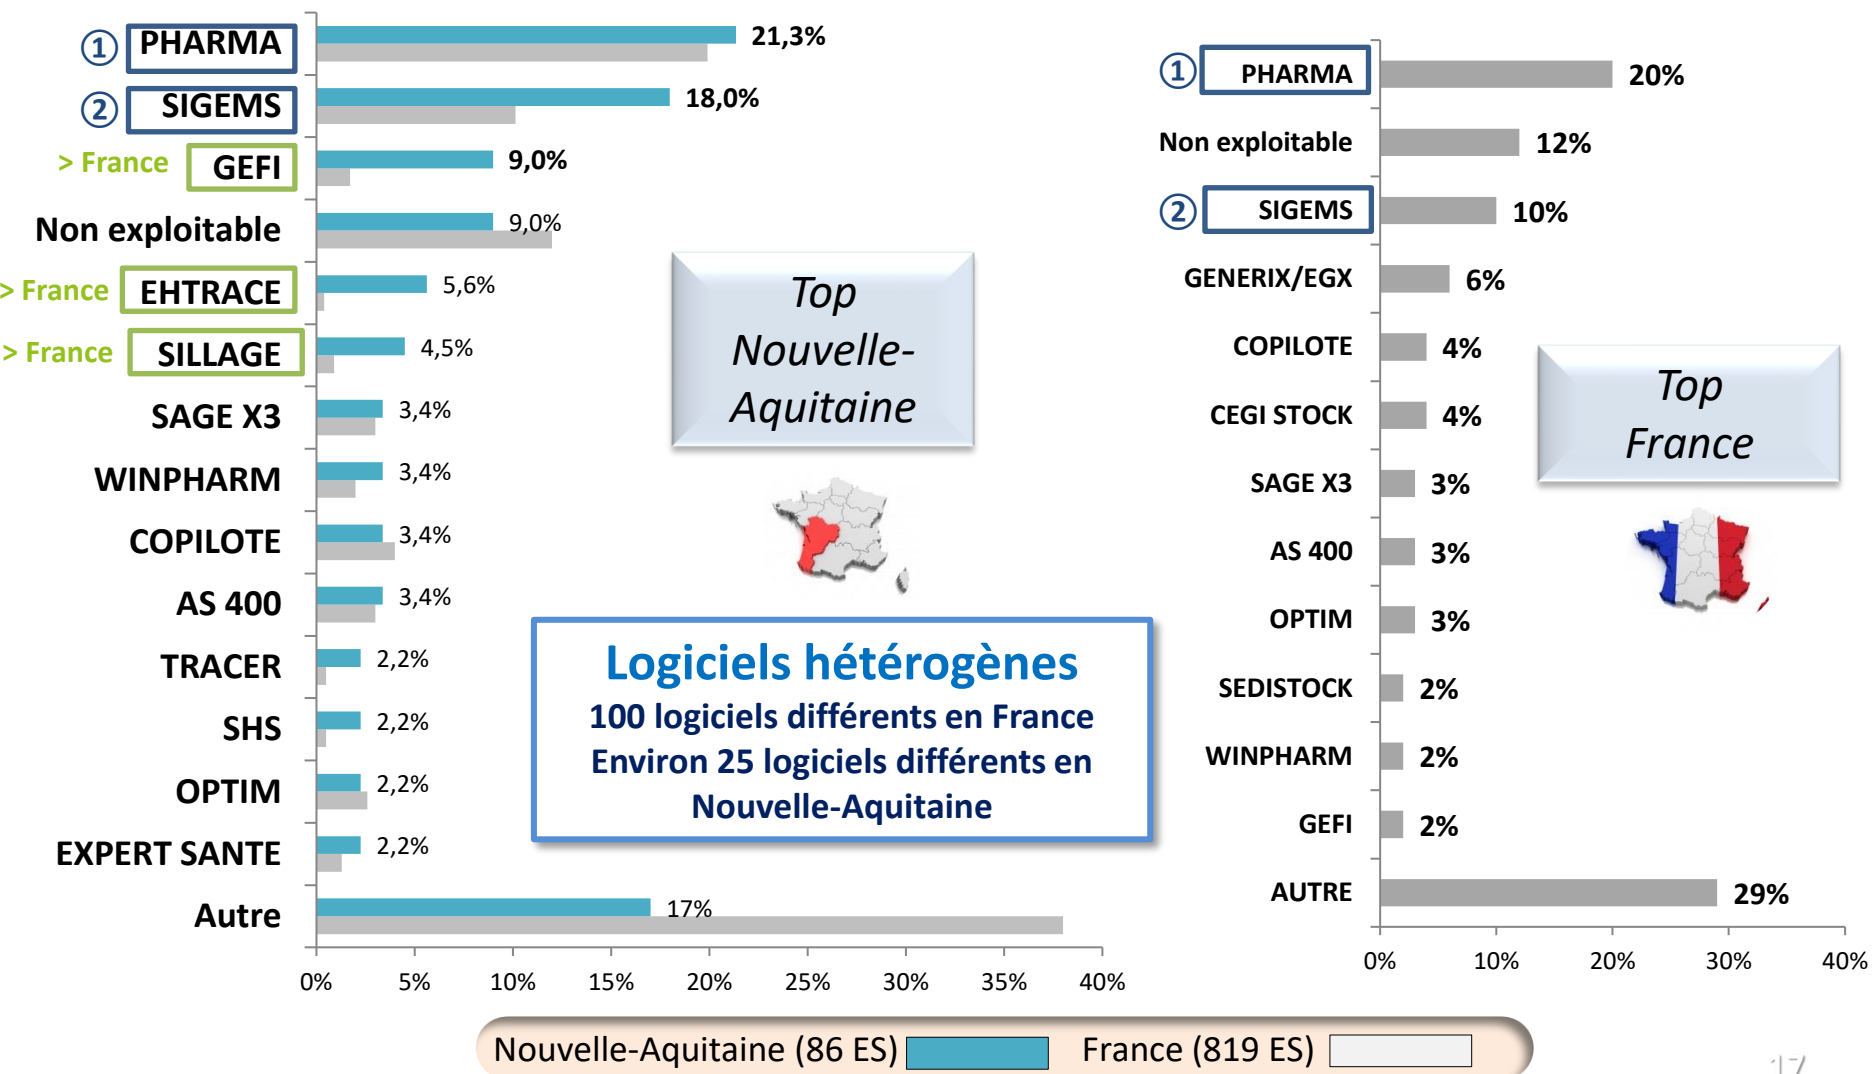 ① PHARMA 21,3%
② SIGEMS 18,0%
> France GEFI 9,0%
Non exploitable 9,0%
> France EHTRACE 5,6%
> France SILLAGE 4,5%
SAGE X3 3,4%
WINPHARM 3,4%
COPILOTE 3,4%
AS 400 3,4%
TRACER 2,2%
SHS 2,2%
OPTIM 2,2%
EXPERT SANTE 2,2%
Autre 17%
0% 5% 10% 15% 20% 25% 30% 35% 40%
Top
Nouvelle-
Aquitaine
Logiciels hétérogènes
100 logiciels différents en France
Environ 25 logiciels différents en
Nouvelle-Aquitaine
① PHARMA 20%
Non exploitable 12%
② SIGEMS 10%
GENERIX/EGX 6%
COPILOTE 4%
CEGI STOCK 4%
SAGE X3 3%
AS 400 3%
OPTIM 3%
SEDISTOCK 2%
WINPHARM 2%
GEFI 2%
AUTRE 29%
0% 10% 20% 30% 40%
Top
France
Nouvelle-Aquitaine (86 ES) France (819 ES)
17